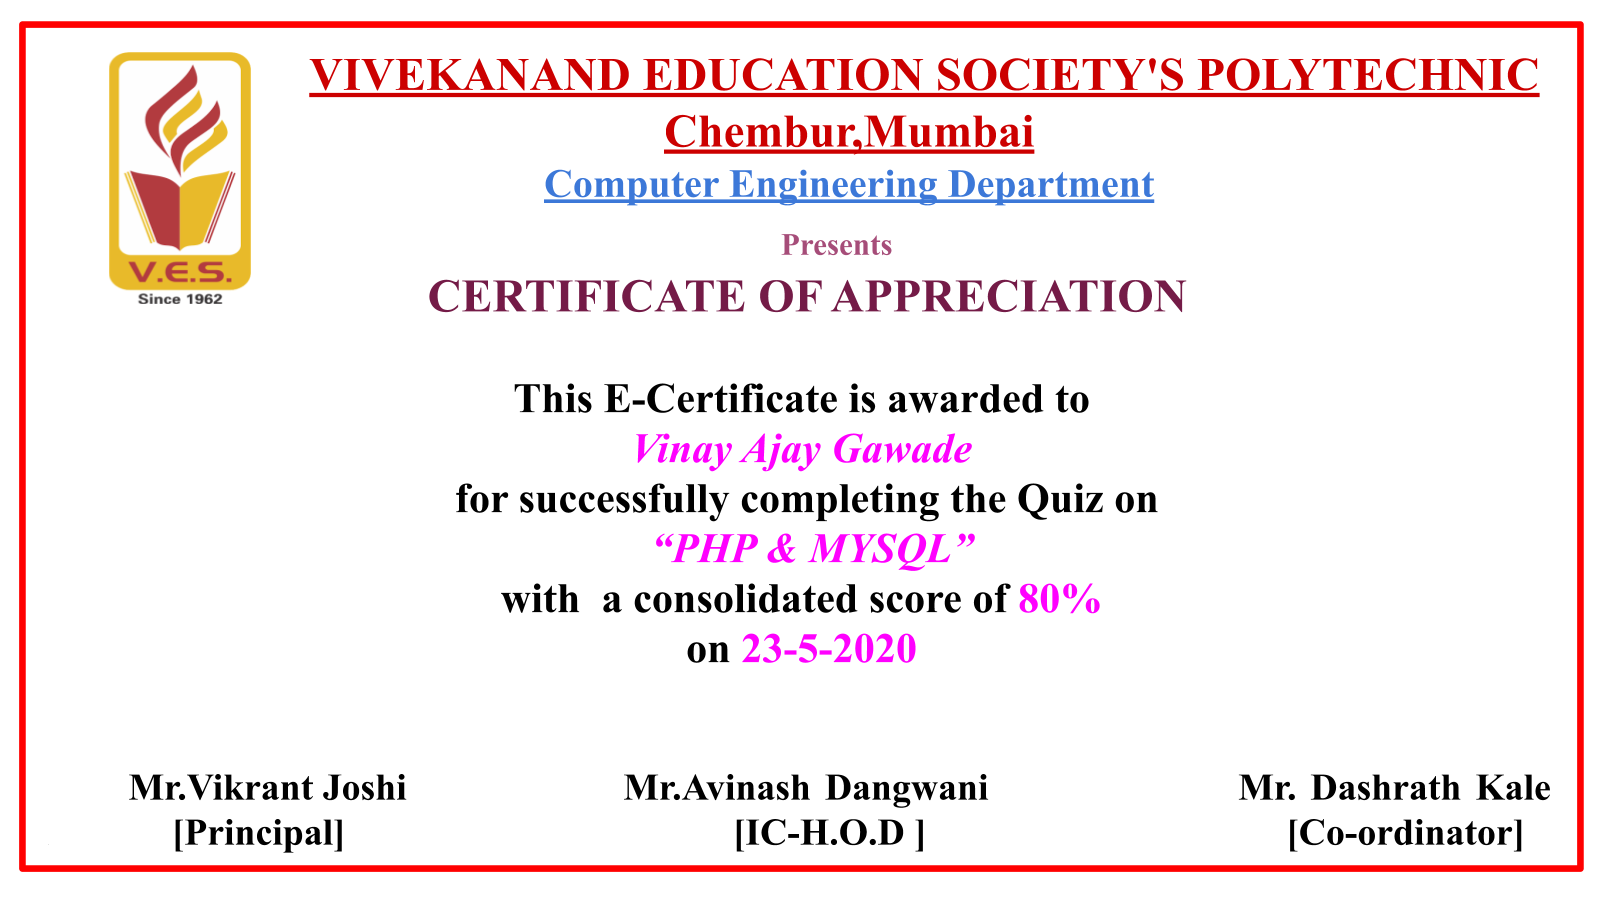 VIVEKANAND EDUCATION SOCIETY'S POLYTECHNIC
Chembur,Mumbai
Computer Engineering Department
V.E.S.
Since 1962
Presents
CERTIFICATE OF APPRECIATION
This E-Certificate is awarded to
Vinay Ajay Gawade
for successfully completing the Quiz on
“PHP & MYSQL”
with  a consolidated score of 80%
on 23-5-2020
Mr.Vikrant Joshi
[Principal]
Mr.Avinash Dangwani
[IC-H.O.D ]
Mr. Dashrath Kale
[Co-ordinator]